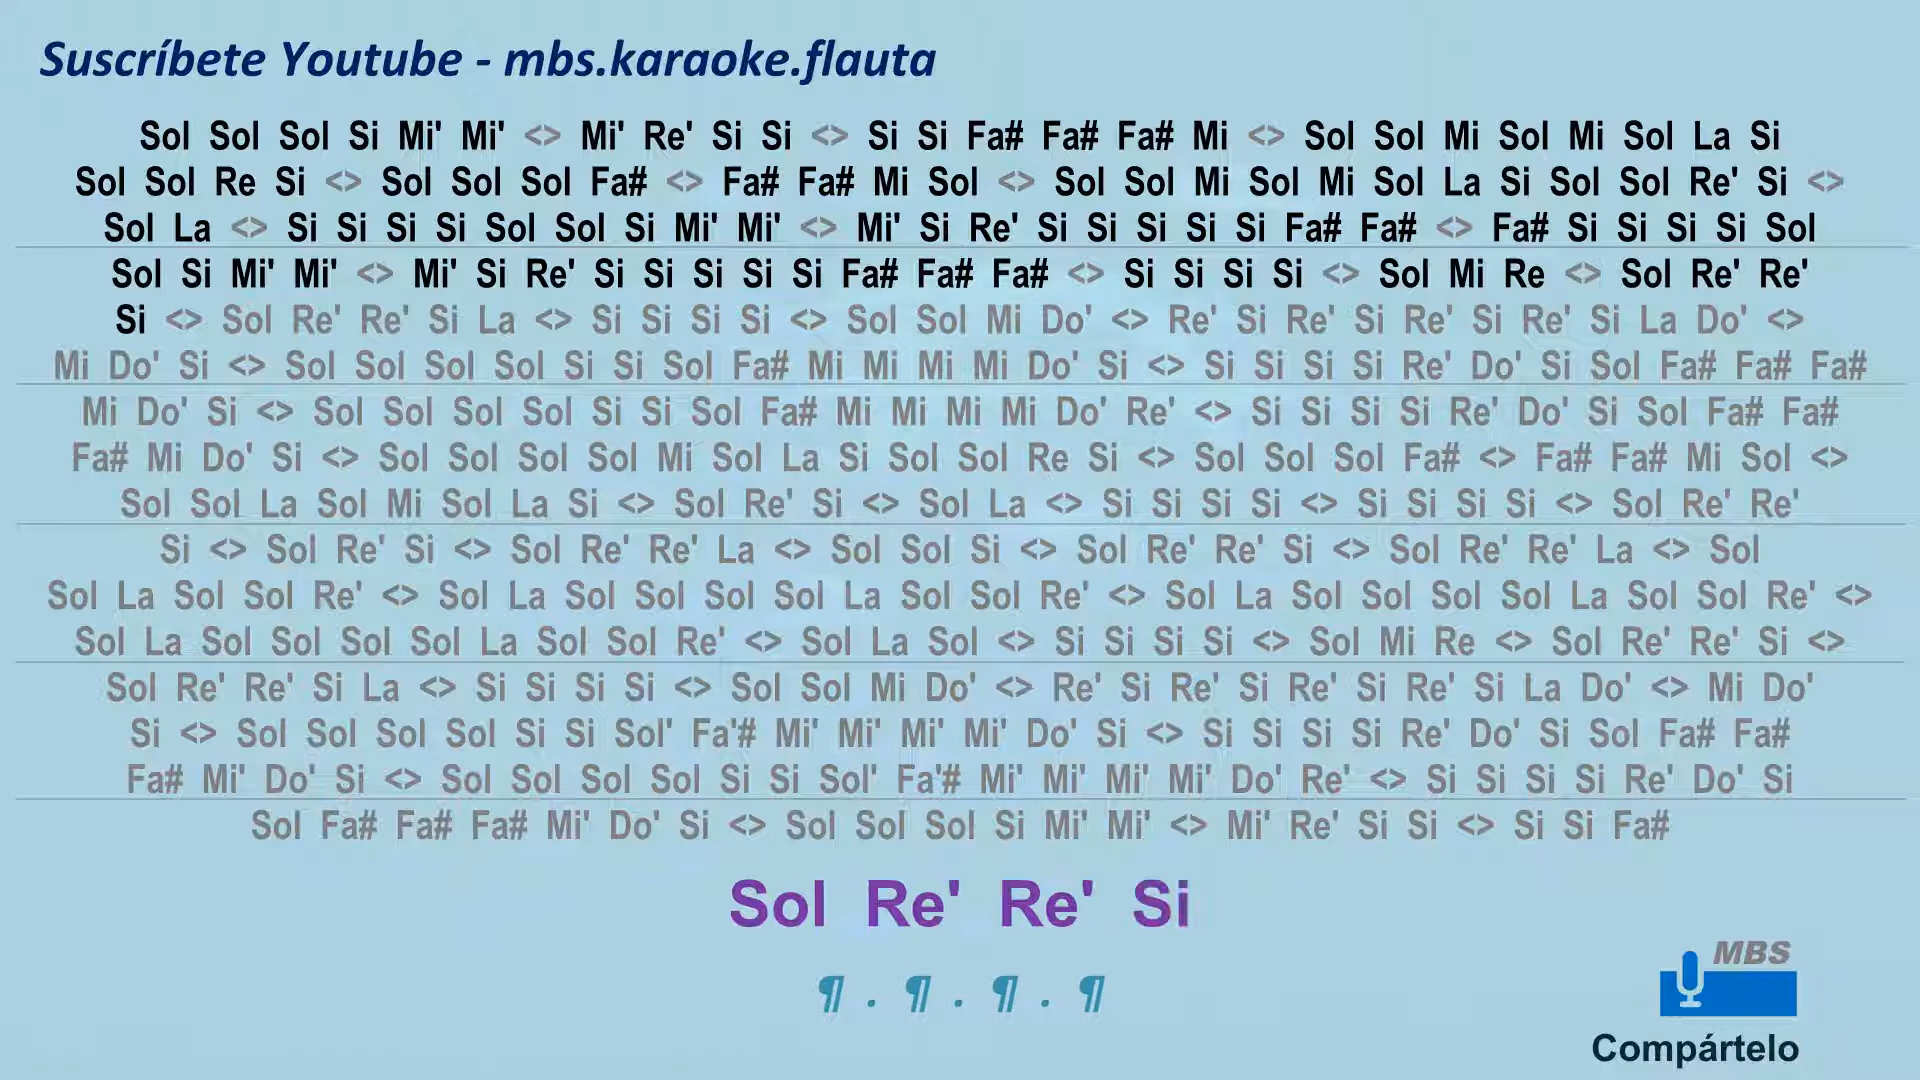 Suscríbete Youtube - mbs.karaoke.flauta
Sol Sol Sol Si Mi' Mi' <> Mi' Re' Si Si <> Si Si Fa# Fa# Fa# Mi <> Sol Sol Mi Sol Mi Sol La Si
Sol Sol Re Si <> Sol Sol Sol Fa# <> Fa# Fa# Mi Sol <> Sol Sol Mi Sol Mi Sol La Si Sol Sol Re' Si <>
Sol La <> Si Si Si Si Sol Sol Si Mi' Mi' <> Mi' Si Re' Si Si Si Si Si Fa# Fa# <> Fa# Si Si Si Si Sol
Sol Si Mi' Mi' <> Mi' Si Re' Si Si Si Si Si Fa# Fa# Fa# <> Si Si Si Si <> Sol Mi Re <> Sol Re' Re'
Si <> Sol Re' Re' Si La <> Si Si Si Si <> Sol Sol Mi Do' <> Re' Si Re' Si Re' Si Re' Si La Do' <>
Mi Do' Si <> Sol Sol Sol Sol Si Si Sol Fa# Mi Mi Mi Mi Do' Si <> Si Si Si Si Re' Do' Si Sol Fa# Fa# Fa#
Mi Do' Si <> Sol Sol Sol Sol Si Si Sol Fa# Mi Mi Mi Mi Do' Re' <> Si Si Si Si Re' Do' Si Sol Fa# Fa#
Fa# Mi Do' Si <> Sol Sol Sol Sol Mi Sol La Si Sol Sol Re Si <> Sol Sol Sol Fa# <> Fa# Fa# Mi Sol <>
Sol Sol La Sol Mi Sol La Si <> Sol Re' Si <> Sol La <> Si Si Si Si <> Si Si Si Si <> Sol Re' Re'
Si <> Sol Re' Si <> Sol Re' Re' La <> Sol Sol Si <> Sol Re' Re' Si <> Sol Re' Re' La <> Sol
Sol La Sol Sol Re' <> Sol La Sol Sol Sol Sol La Sol Sol Re' <> Sol La Sol Sol Sol Sol La Sol Sol Re' <>
Sol La Sol Sol Sol Sol La Sol Sol Re' <> Sol La Sol <> Si Si Si Si <> Sol Mi Re <> Sol Re' Re' Si <>
Sol Re' Re' Si La <> Si Si Si Si <> Sol Sol Mi Do' <> Re' Si Re' Si Re' Si Re' Si La Do' <> Mi Do'
Si <> Sol Sol Sol Sol Si Si Sol' Fa'# Mi' Mi' Mi' Mi' Do' Si <> Si Si Si Si Re' Do' Si Sol Fa# Fa#
Fa# Mi' Do' Si <> Sol Sol Sol Sol Si Si Sol' Fa'# Mi' Mi' Mi' Mi' Do' Re' <> Si Si Si Si Re' Do' Si
Sol Fa# Fa# Fa# Mi' Do' Si <> Sol Sol Sol Si Mi' Mi' <> Mi' Re' Si Si <> Si Si Fa#
Sol Re' Re' Si
¶ . ¶ . ¶ . ¶
MBS
Compártelo